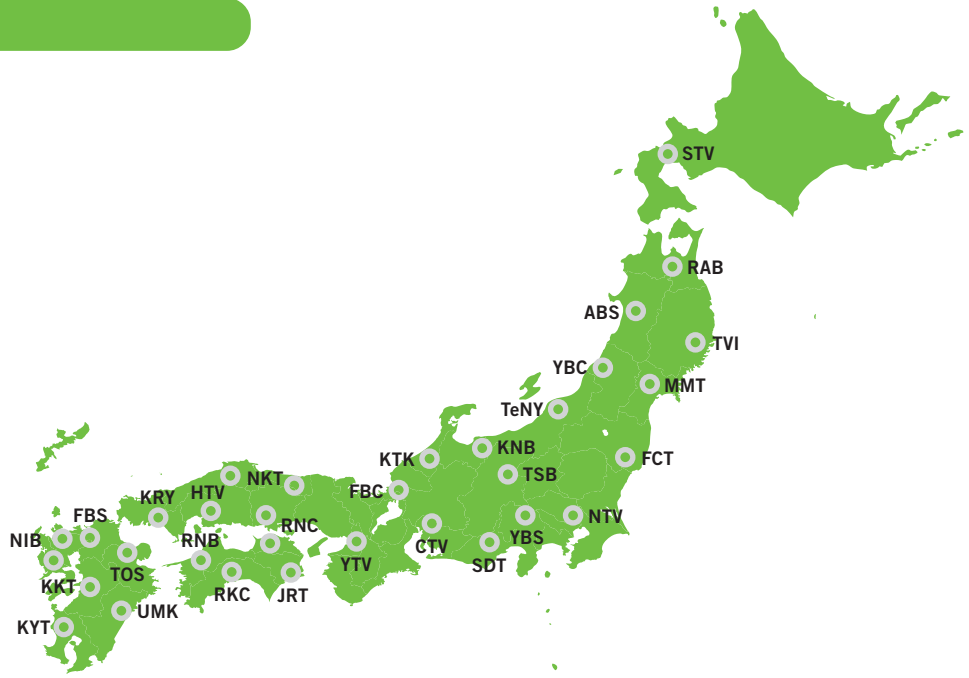 STV
RAB
ABS
TVI
YBC
MMT
TeNY
KNB
KTK
FCT
TSB
NKT
FBC
HTV
KRY
FBS
RNC
NTV
YBS
CTV
NIB
RNB
YTV
SDT
TOS
KKT
RKC
JRT
UMK
KYT